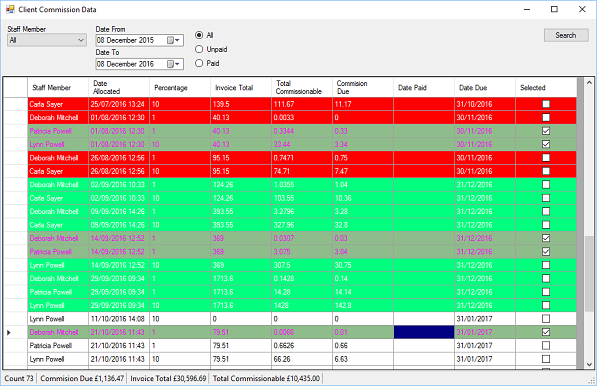 Client Commission Data
Staff Member
All
Date From
08 December 2015
Date To
08 December 2016
All
Unpaid
Paid
Search
Staff Member Date Allocated Percentage Invoice Total Total Commissionable Commision Due Date Paid Date Due Selected
Carla Sayer 25/07/2016 13:24 10 139.5 111.67 11.17 31/10/2016
Deborah Mitchell 01/08/2016 12:30 1 40.13 0.0033 0 30/11/2016
Patricia Powell 01/08/2016 12:30 1 40.13 0.3344 0.33 30/11/2016
Lynn Powell 01/08/2016 12:30 10 40.13 33.44 3.34 30/11/2016
Deborah Mitchell 26/08/2016 12:56 1 95.15 0.7471 0.75 30/11/2016
Carla Sayer 26/08/2016 12:56 10 95.15 74.71 7.47 30/11/2016
Deborah Mitchell 02/09/2016 10:33 1 124.26 1.0355 1.04 31/12/2016
Carla Sayer 02/09/2016 10:33 10 124.26 103.55 10.36 31/12/2016
Deborah Mitchell 09/09/2016 14:26 1 393.55 3.2796 3.28 31/12/2016
Carla Sayer 09/09/2016 14:26 10 393.55 327.96 32.8 31/12/2016
Deborah Mitchell 14/09/2016 12:52 1 369 0.0307 0.03 31/12/2016
Patricia Powell 14/09/2016 12:52 1 369 3.075 3.04 31/12/2016
Lynn Powell 14/09/2016 12:52 10 369 307.5 30.75 31/12/2016
Deborah Mitchell 29/09/2016 09:34 1 1713.6 0.1428 0.14 31/12/2016
Patricia Powell 29/09/2016 09:34 1 1713.6 14.28 14.14 31/12/2016
Lynn Powell 29/09/2016 09:34 10 1713.6 1428 142.8 31/12/2016
Lynn Powell 11/10/2016 14:08 10 0 0 0 31/01/2017
Deborah Mitchell 21/10/2016 11:43 1 79.51 0.0066 0.01 31/01/2017
Patricia Powell 21/10/2016 11:43 1 79.51 0.6626 0.66 31/01/2017
Lynn Powell 21/10/2016 11:43 10 79.51 66.26 6.63 31/01/2017
Count 73 Commision Due £1,136.47 Invoice Total £30,596.69 Total Commissionable £10,435.00